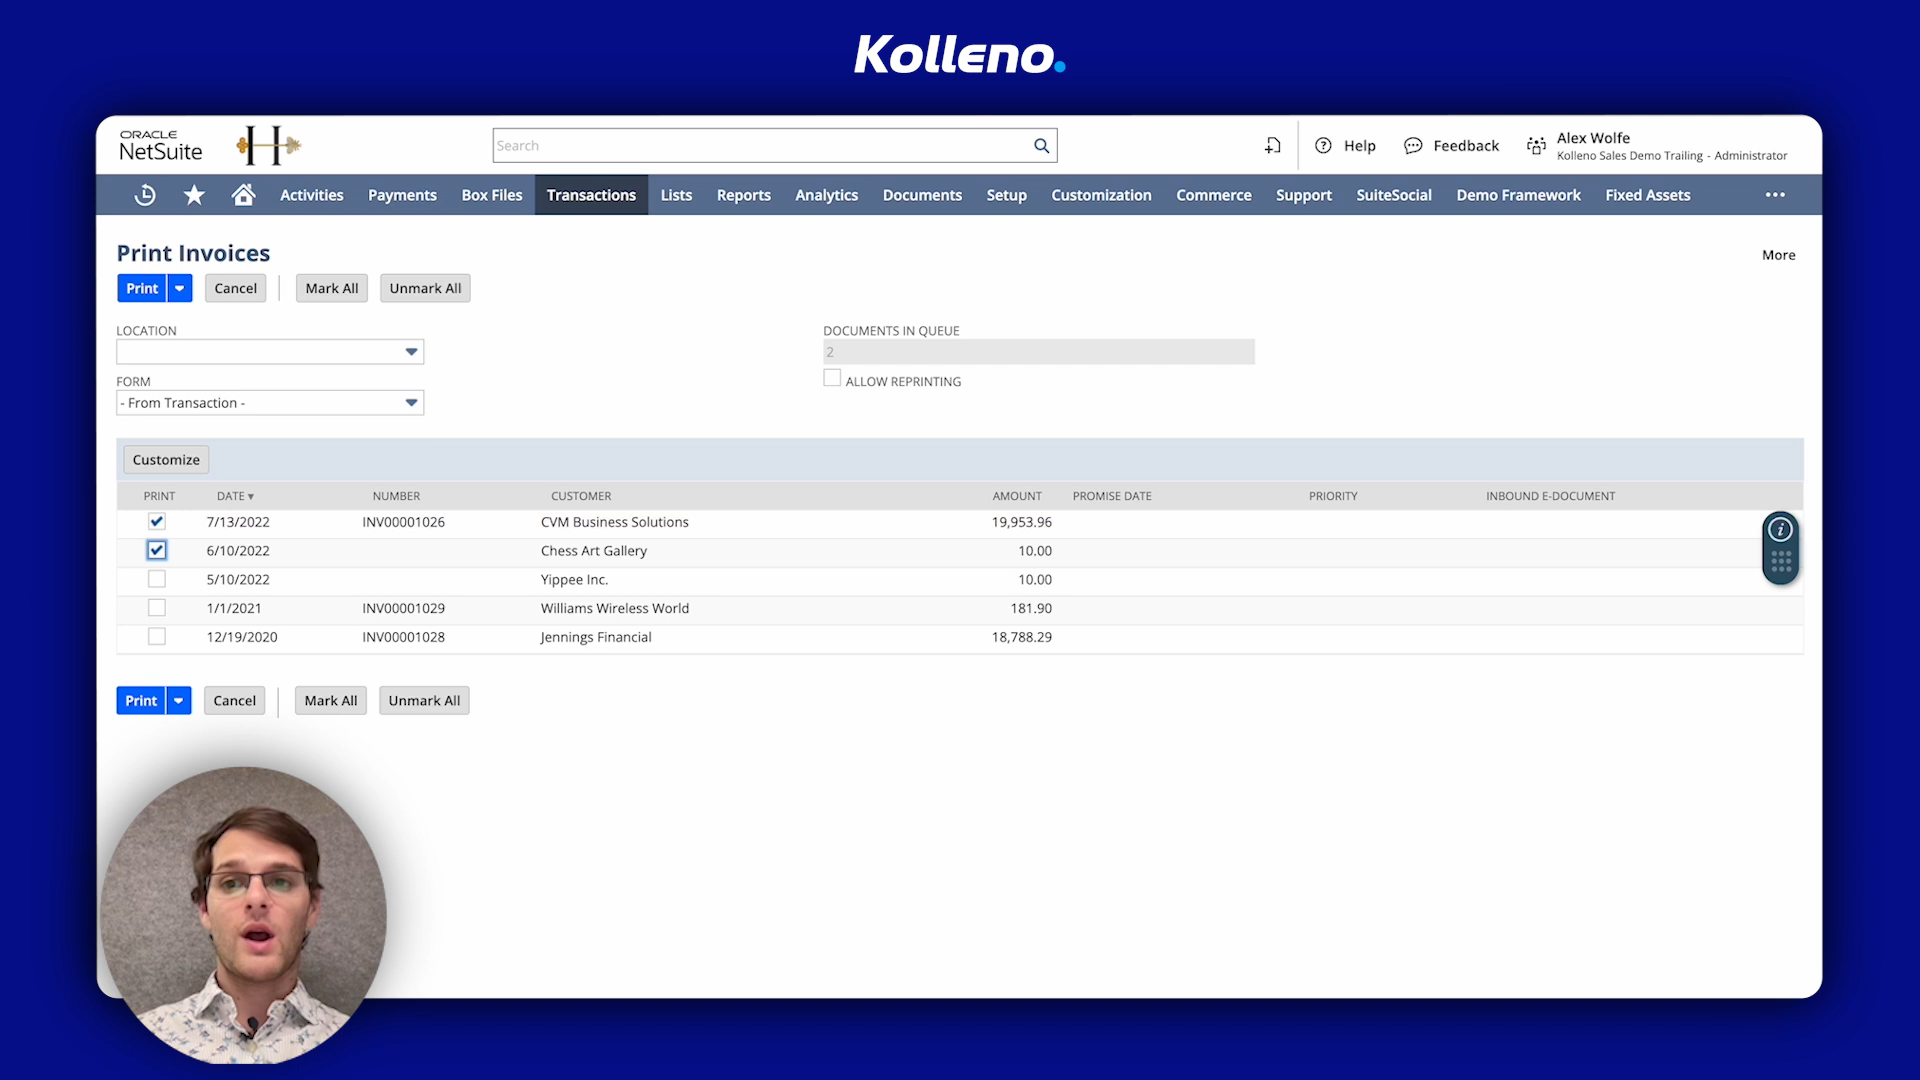 Kolleno.
ORACLE
NetSuite
H
Search
Help
Feedback
Alex Wolfe
Kolleno Sales Demo Trailing - Administrator
Activities Payments Box Files Transactions Lists Reports Analytics Documents Setup Customization Commerce Support SuiteSocial Demo Framework Fixed Assets
Print Invoices
More
Print Cancel Mark All Unmark All
LOCATION
DOCUMENTS IN QUEUE
2
ALLOW REPRINTING
FORM
- From Transaction -
Customize
PRINT DATE NUMBER CUSTOMER AMOUNT PROMISE DATE PRIORITY INBOUND E-DOCUMENT
7/13/2022 INV00001026 CVM Business Solutions 19,953.96
6/10/2022 Chess Art Gallery 10.00
5/10/2022 Yippee Inc. 10.00
1/1/2021 INV00001029 Williams Wireless World 181.90
12/19/2020 INV00001028 Jennings Financial 18,788.29
Print Cancel Mark All Unmark All